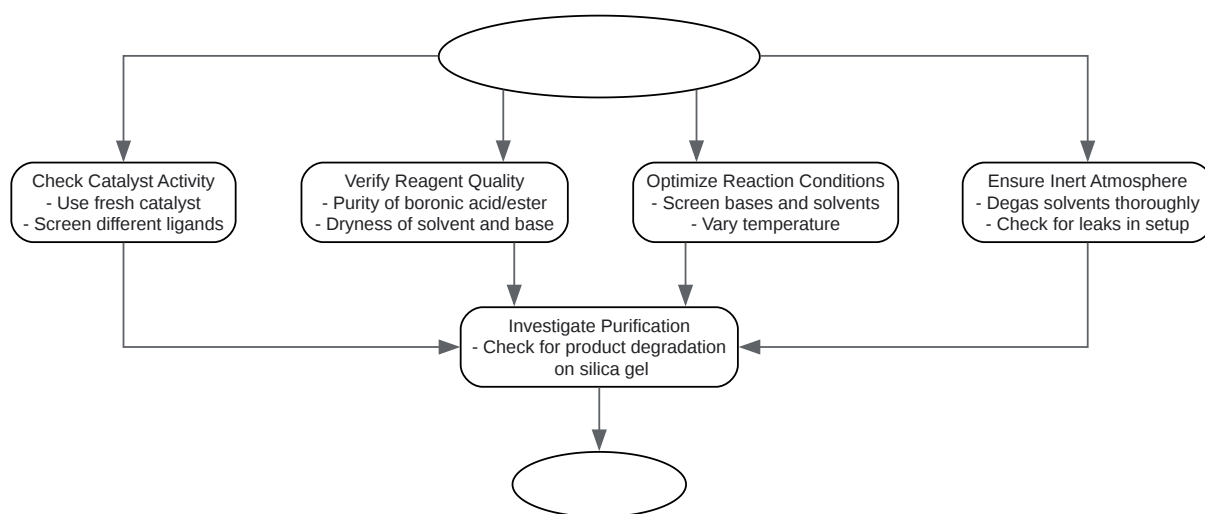 Check Catalyst Activity
- Use fresh catalyst
- Screen different ligands
Verify Reagent Quality
- Purity of boronic acid/ester
- Dryness of solvent and base
Optimize Reaction Conditions
- Screen bases and solvents
- Vary temperature
Ensure Inert Atmosphere
- Degas solvents thoroughly
- Check for leaks in setup
Investigate Purification
- Check for product degradation
on silica gel